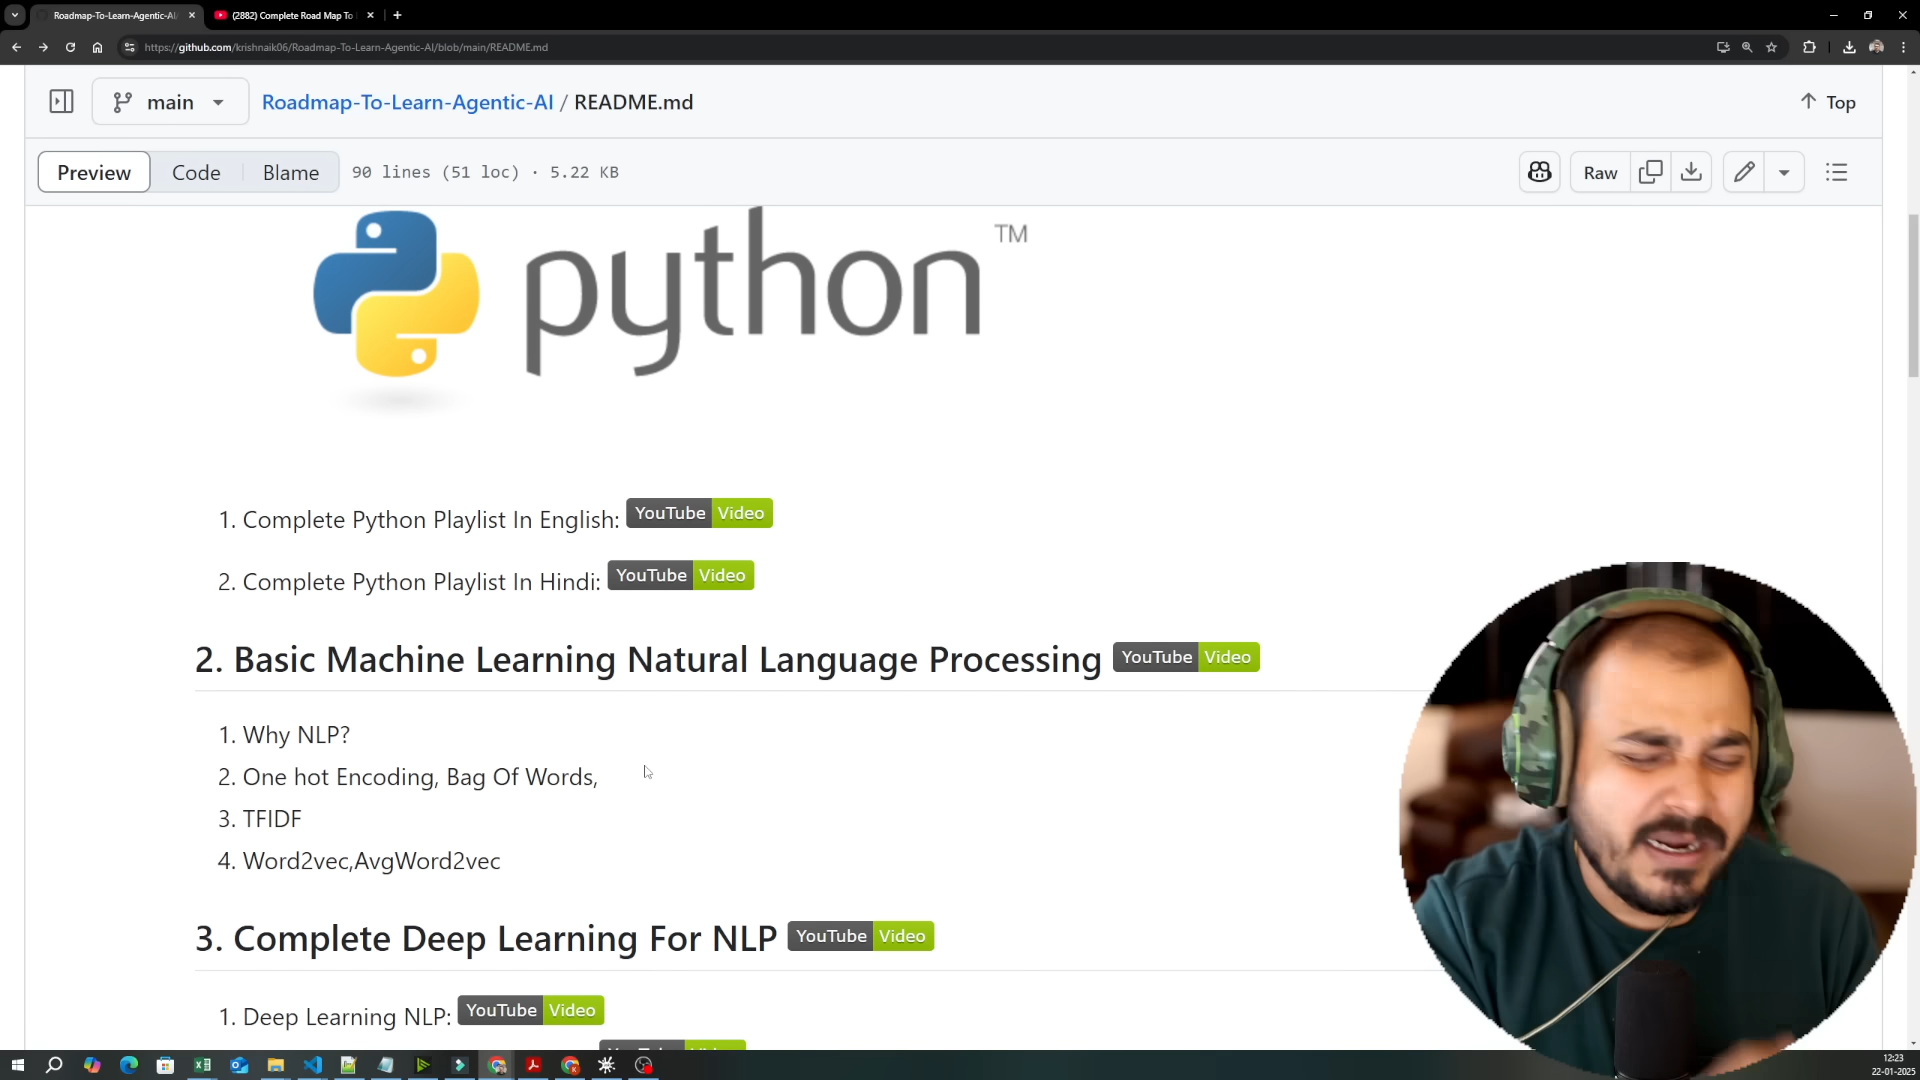 Roadmap-To-Learn-Agentic-AI/
(2882) Complete Road Map To
https://github.com/krishnaik06/Roadmap-To-Learn-Agentic-AI/blob/main/README.md
main
Roadmap-To-Learn-Agentic-AI / README.md
Top
Preview
Code
Blame
90 lines (51 loc) · 5.22 KB
Raw
python
TM
1. Complete Python Playlist In English: YouTube Video
2. Complete Python Playlist In Hindi: YouTube Video
2. Basic Machine Learning Natural Language Processing YouTube Video
1. Why NLP?
2. One hot Encoding, Bag Of Words,
3. TFIDF
4. Word2vec,AvgWord2vec
3. Complete Deep Learning For NLP YouTube Video
1. Deep Learning NLP: YouTube Video
12:23
22-01-2025